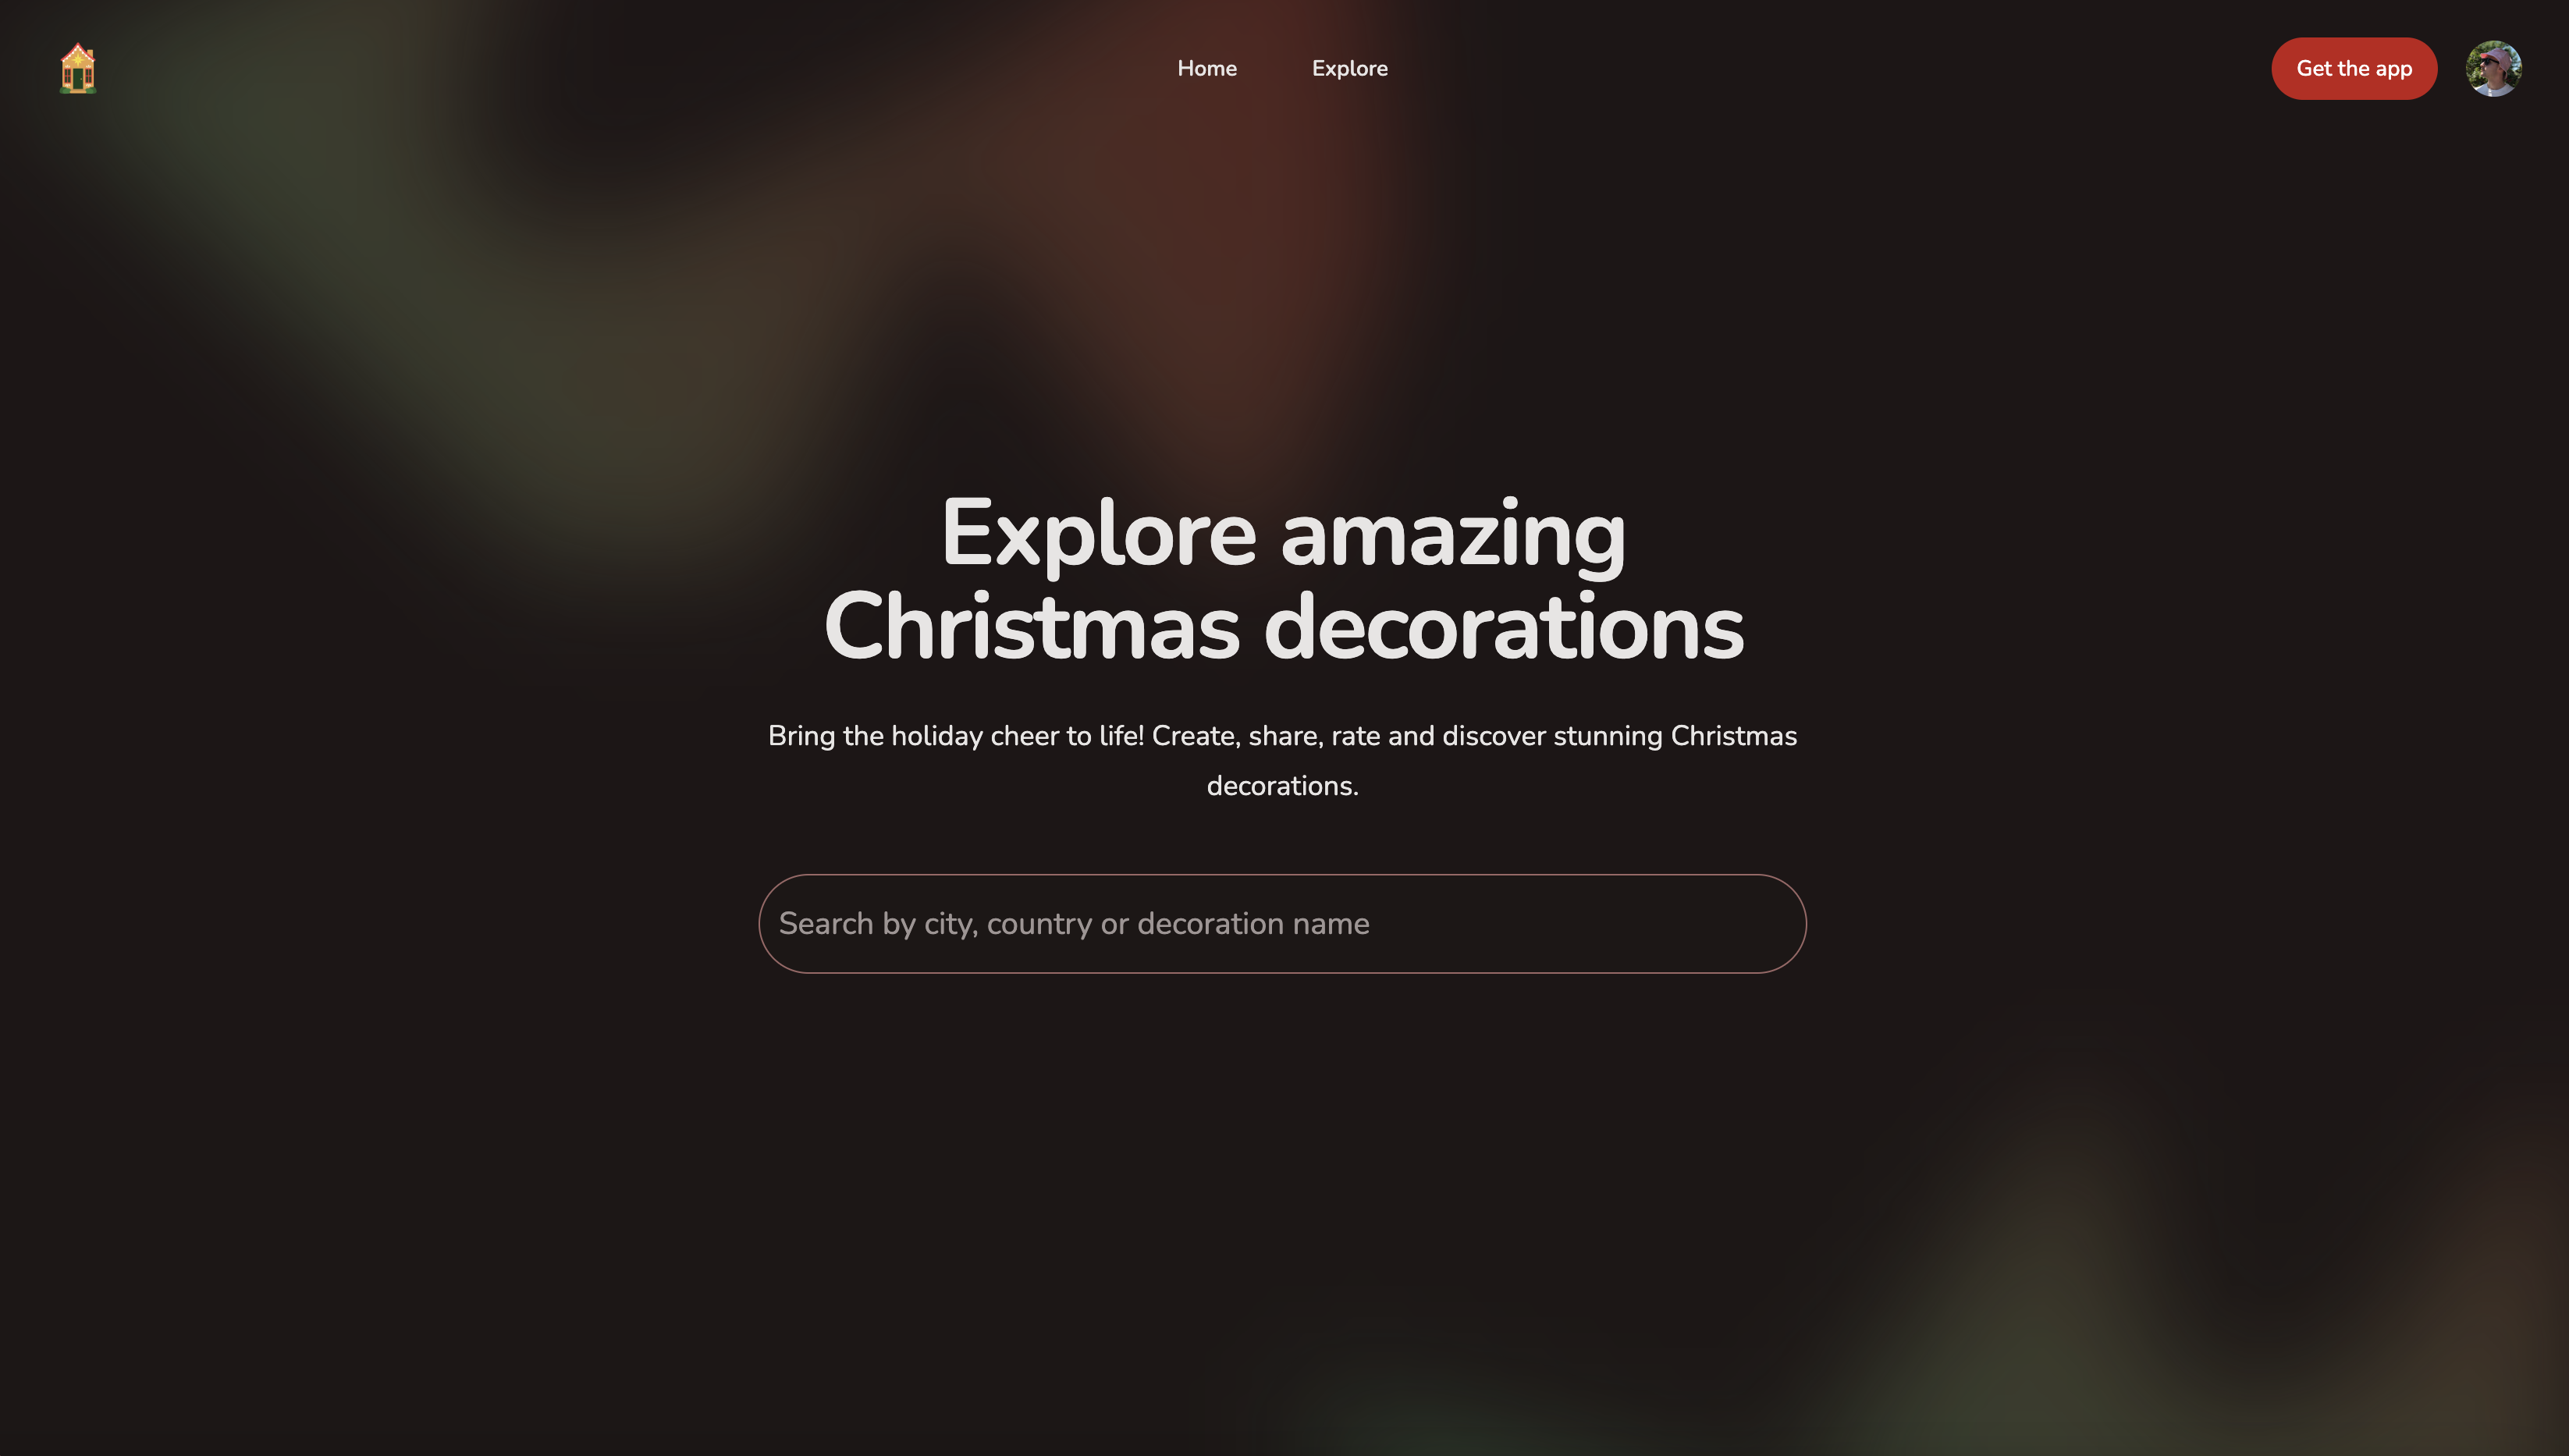 Home
Explore
Get the app
Explore amazing
Christmas decorations
Bring the holiday cheer to life! Create, share, rate and discover stunning Christmas
decorations.
Search by city, country or decoration name